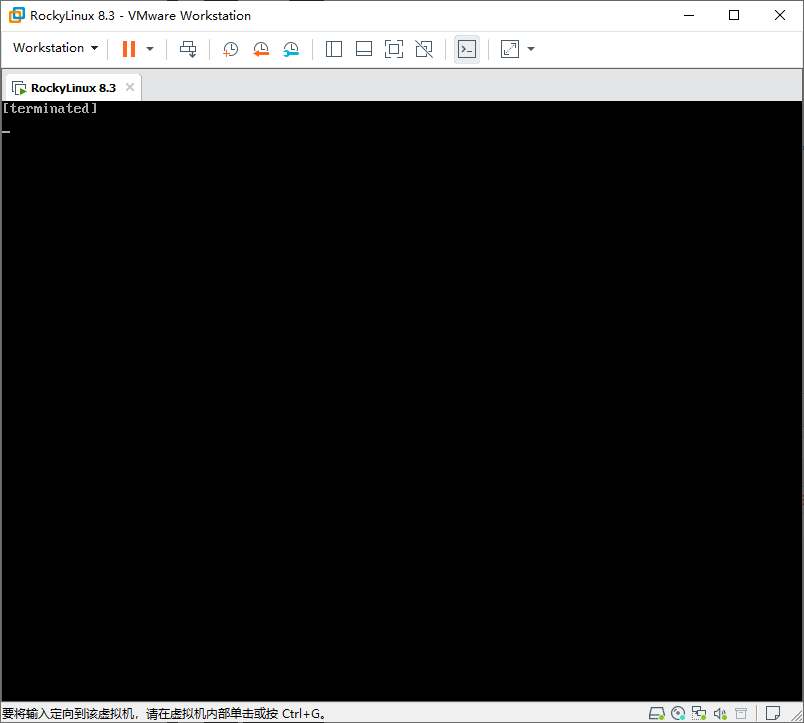 RockyLinux 8.3 - VMware Workstation
Workstation
RockyLinux 8.3
[terminated]
要将输入定向到该虚拟机，请在虚拟机内部单击或按 Ctrl+G。